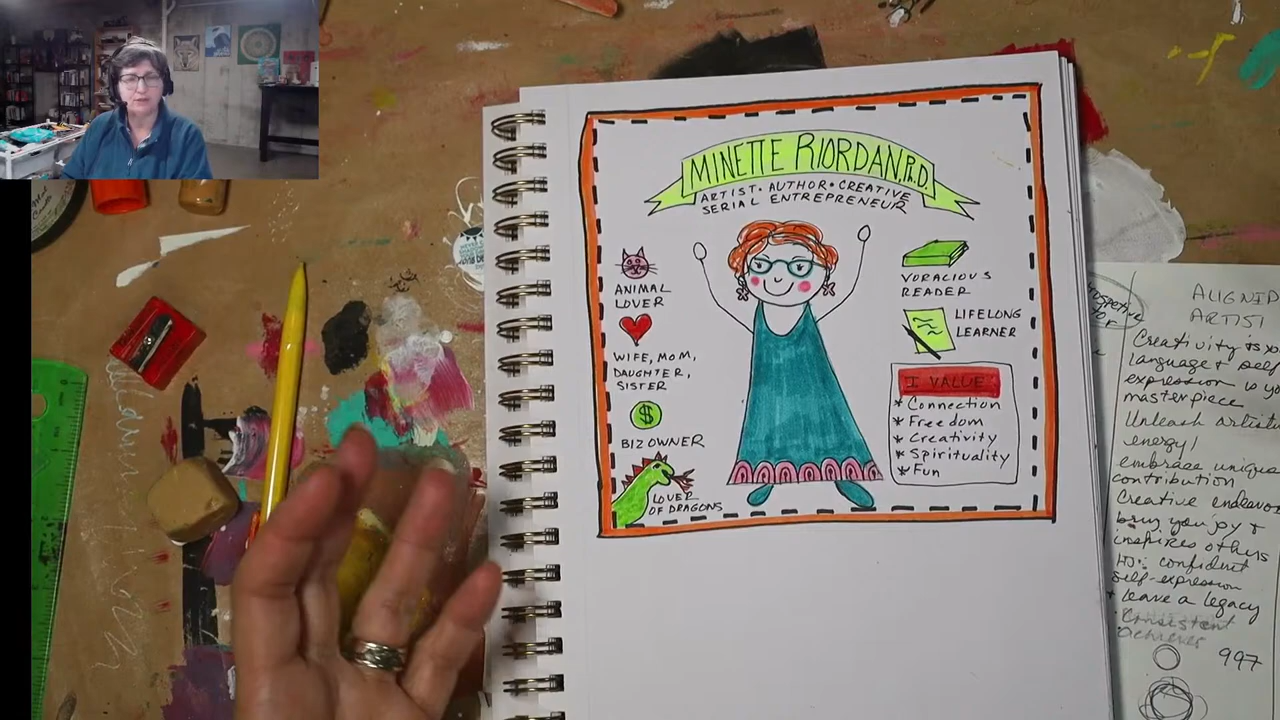 MINETTE RIORDAN, Ph.D.
ARTIST • AUTHOR • CREATIVE
SERIAL ENTREPRENEUR
ANIMAL
LOVER
WIFE, MOM,
DAUGHTER,
SISTER
$
BIZ OWNER
LOVER
OF DRAGONS
VORACIOUS
READER
LIFELONG
LEARNER
I VALUE
* Connection
* Freedom
* Creativity
* Spirituality
* Fun
ALIGNED
ARTIST
Creativity is
language + self
expression is
masterpiece
Unleash
energy!
embrace unique
contribution
Creative
bring you joy +
inspires others
confident
self-expression
+ leave a legacy
Consistent
Achiever
997